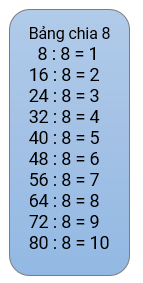 Bảng chia 8
8 : 8 = 1
16 : 8 = 2
24 : 8 = 3
32 : 8 = 4
40 : 8 = 5
48 : 8 = 6
56 : 8 = 7
64 : 8 = 8
72 : 8 = 9
80 : 8 = 10